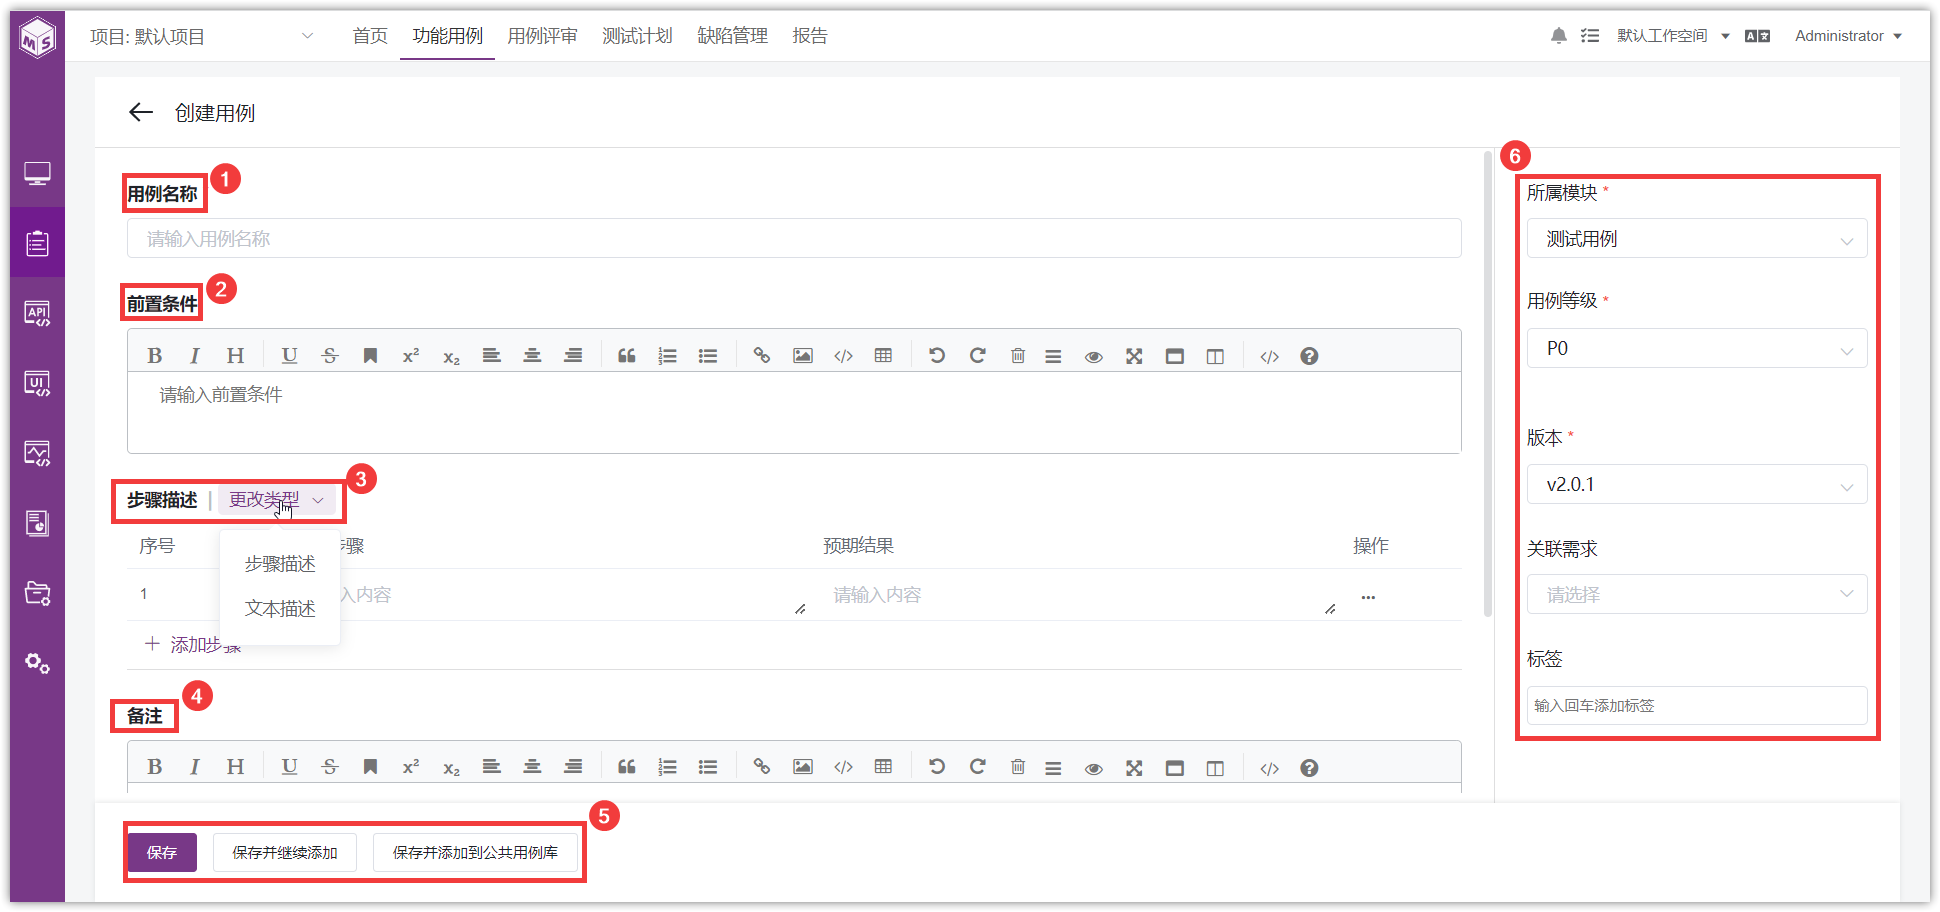 MS
项目: 默认项目
首页
功能用例
用例评审
测试计划
缺陷管理
报告
默认工作空间
Administrator
创建用例
用例名称
1
请输入用例名称
前置条件
2
请输入前置条件
步骤描述
更改类型
3
序号
步骤
预期结果
操作
步骤描述
文本描述
1
入内容
请输入内容
添加步骤
备注
4
保存
保存并继续添加
保存并添加到公共用例库
5
6
所属模块 *
测试用例
用例等级 *
P0
版本 *
v2.0.1
关联需求
请选择
标签
输入回车添加标签
API
UI